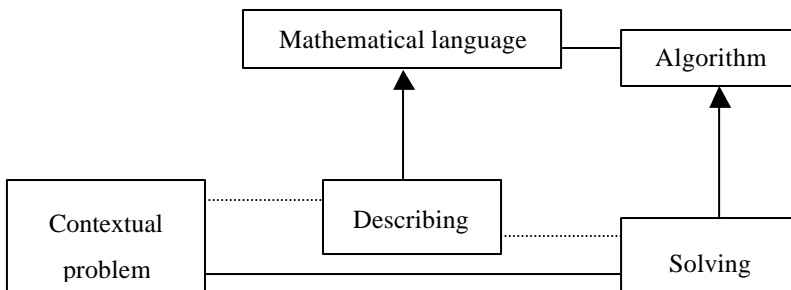 Mathematical language
Algorithm
Contextual
problem
Describing
Solving